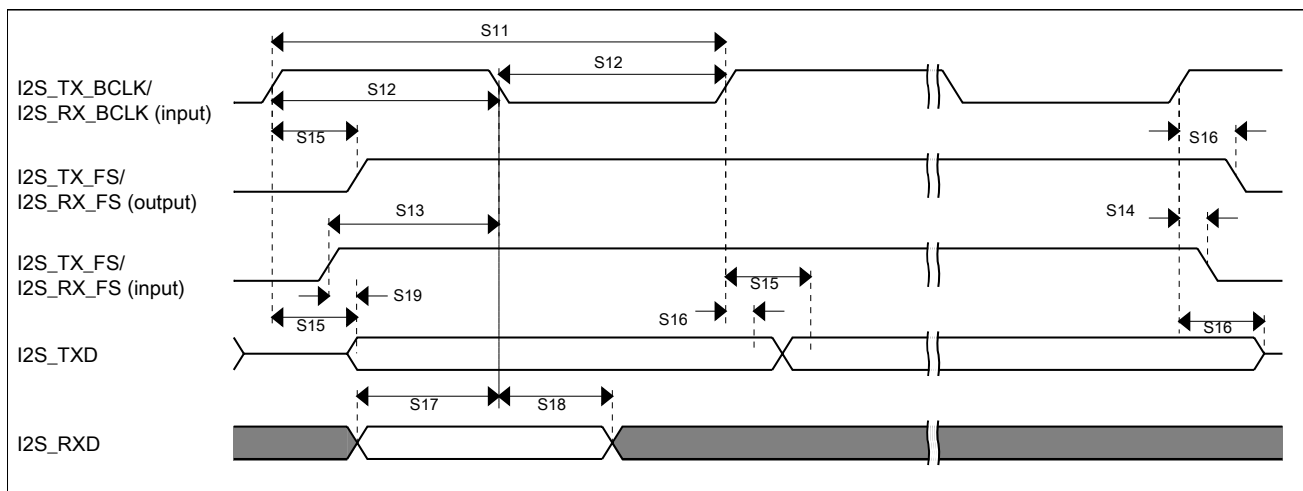 S11
S12
I2S_TX_BCLK/
I2S_RX_BCLK (input)
S12
S15
S16
I2S_TX_FS/
I2S_RX_FS (output)
S13
S14
I2S_TX_FS/
I2S_RX_FS (input)
S15
S19
S16
S15
S16
I2S_TXD
S17
S18
I2S_RXD